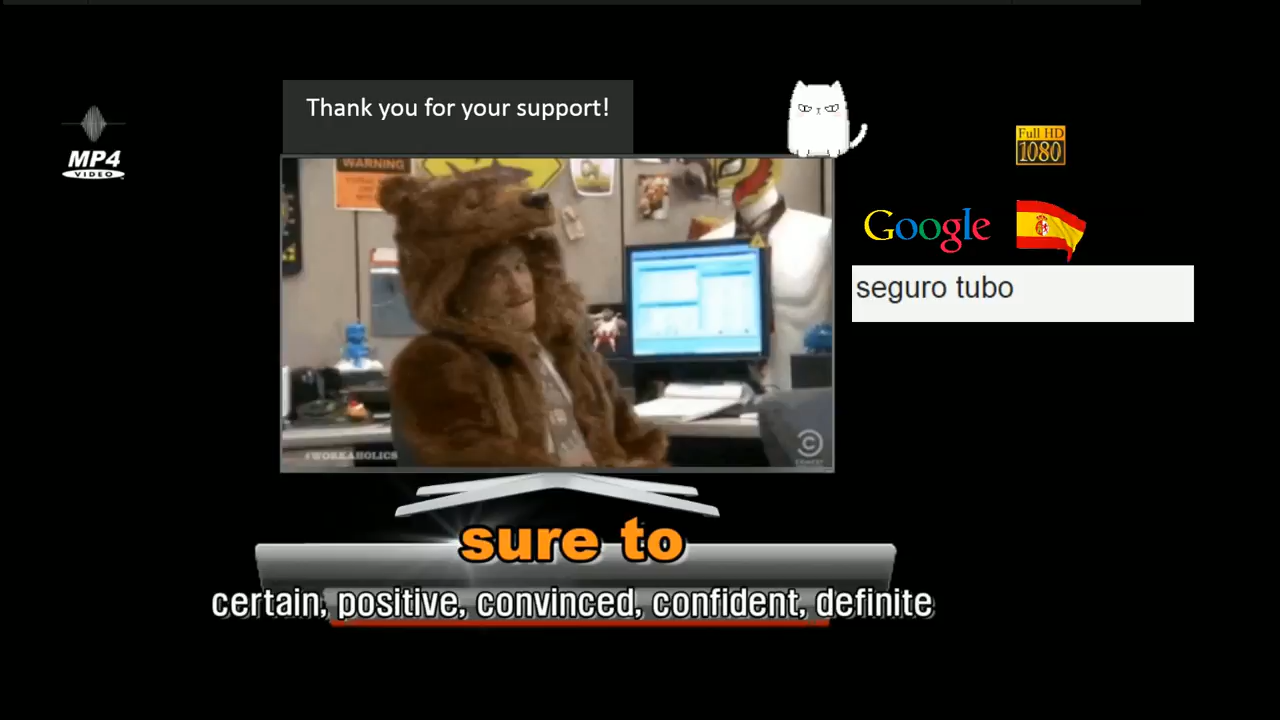 Thank you for your support!
MP4
VIDEO
Full HD
1080
WARNING
Google
seguro tubo
#WORKAHOLICS
COMEDY
sure to
certain, positive, convinced, confident, definite